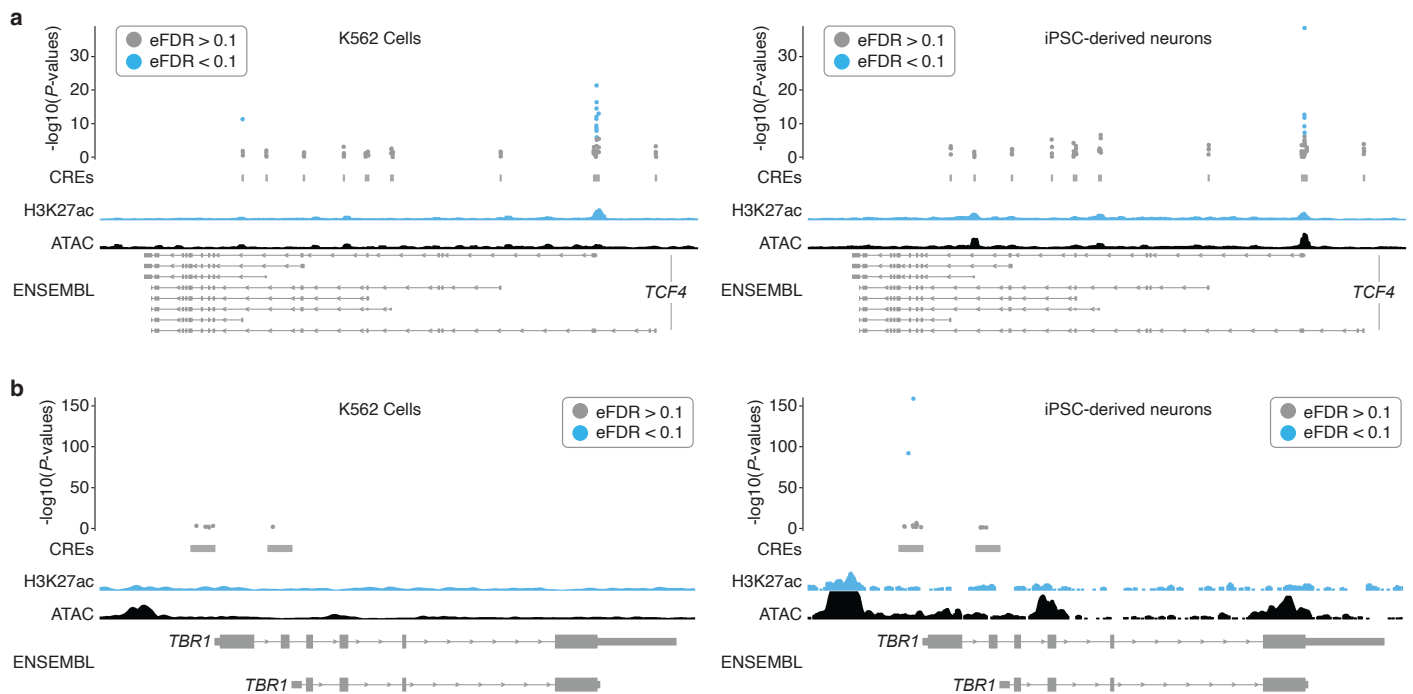 a
K562 Cells
eFDR > 0.1
eFDR < 0.1
-log10(P-values)
30
20
10
0
CREs
H3K27ac
ATAC
ENSEMBL
TCF4
iPSC-derived neurons
eFDR > 0.1
eFDR < 0.1
-log10(P-values)
30
20
10
0
CREs
H3K27ac
ATAC
TCF4
b
K562 Cells
eFDR > 0.1
eFDR < 0.1
-log10(P-values)
150
100
50
0
CREs
H3K27ac
ATAC
TBR1
ENSEMBL
TBR1
iPSC-derived neurons
eFDR > 0.1
eFDR < 0.1
-log10(P-values)
150
100
50
0
CREs
H3K27ac
ATAC
TBR1
ENSEMBL
TBR1